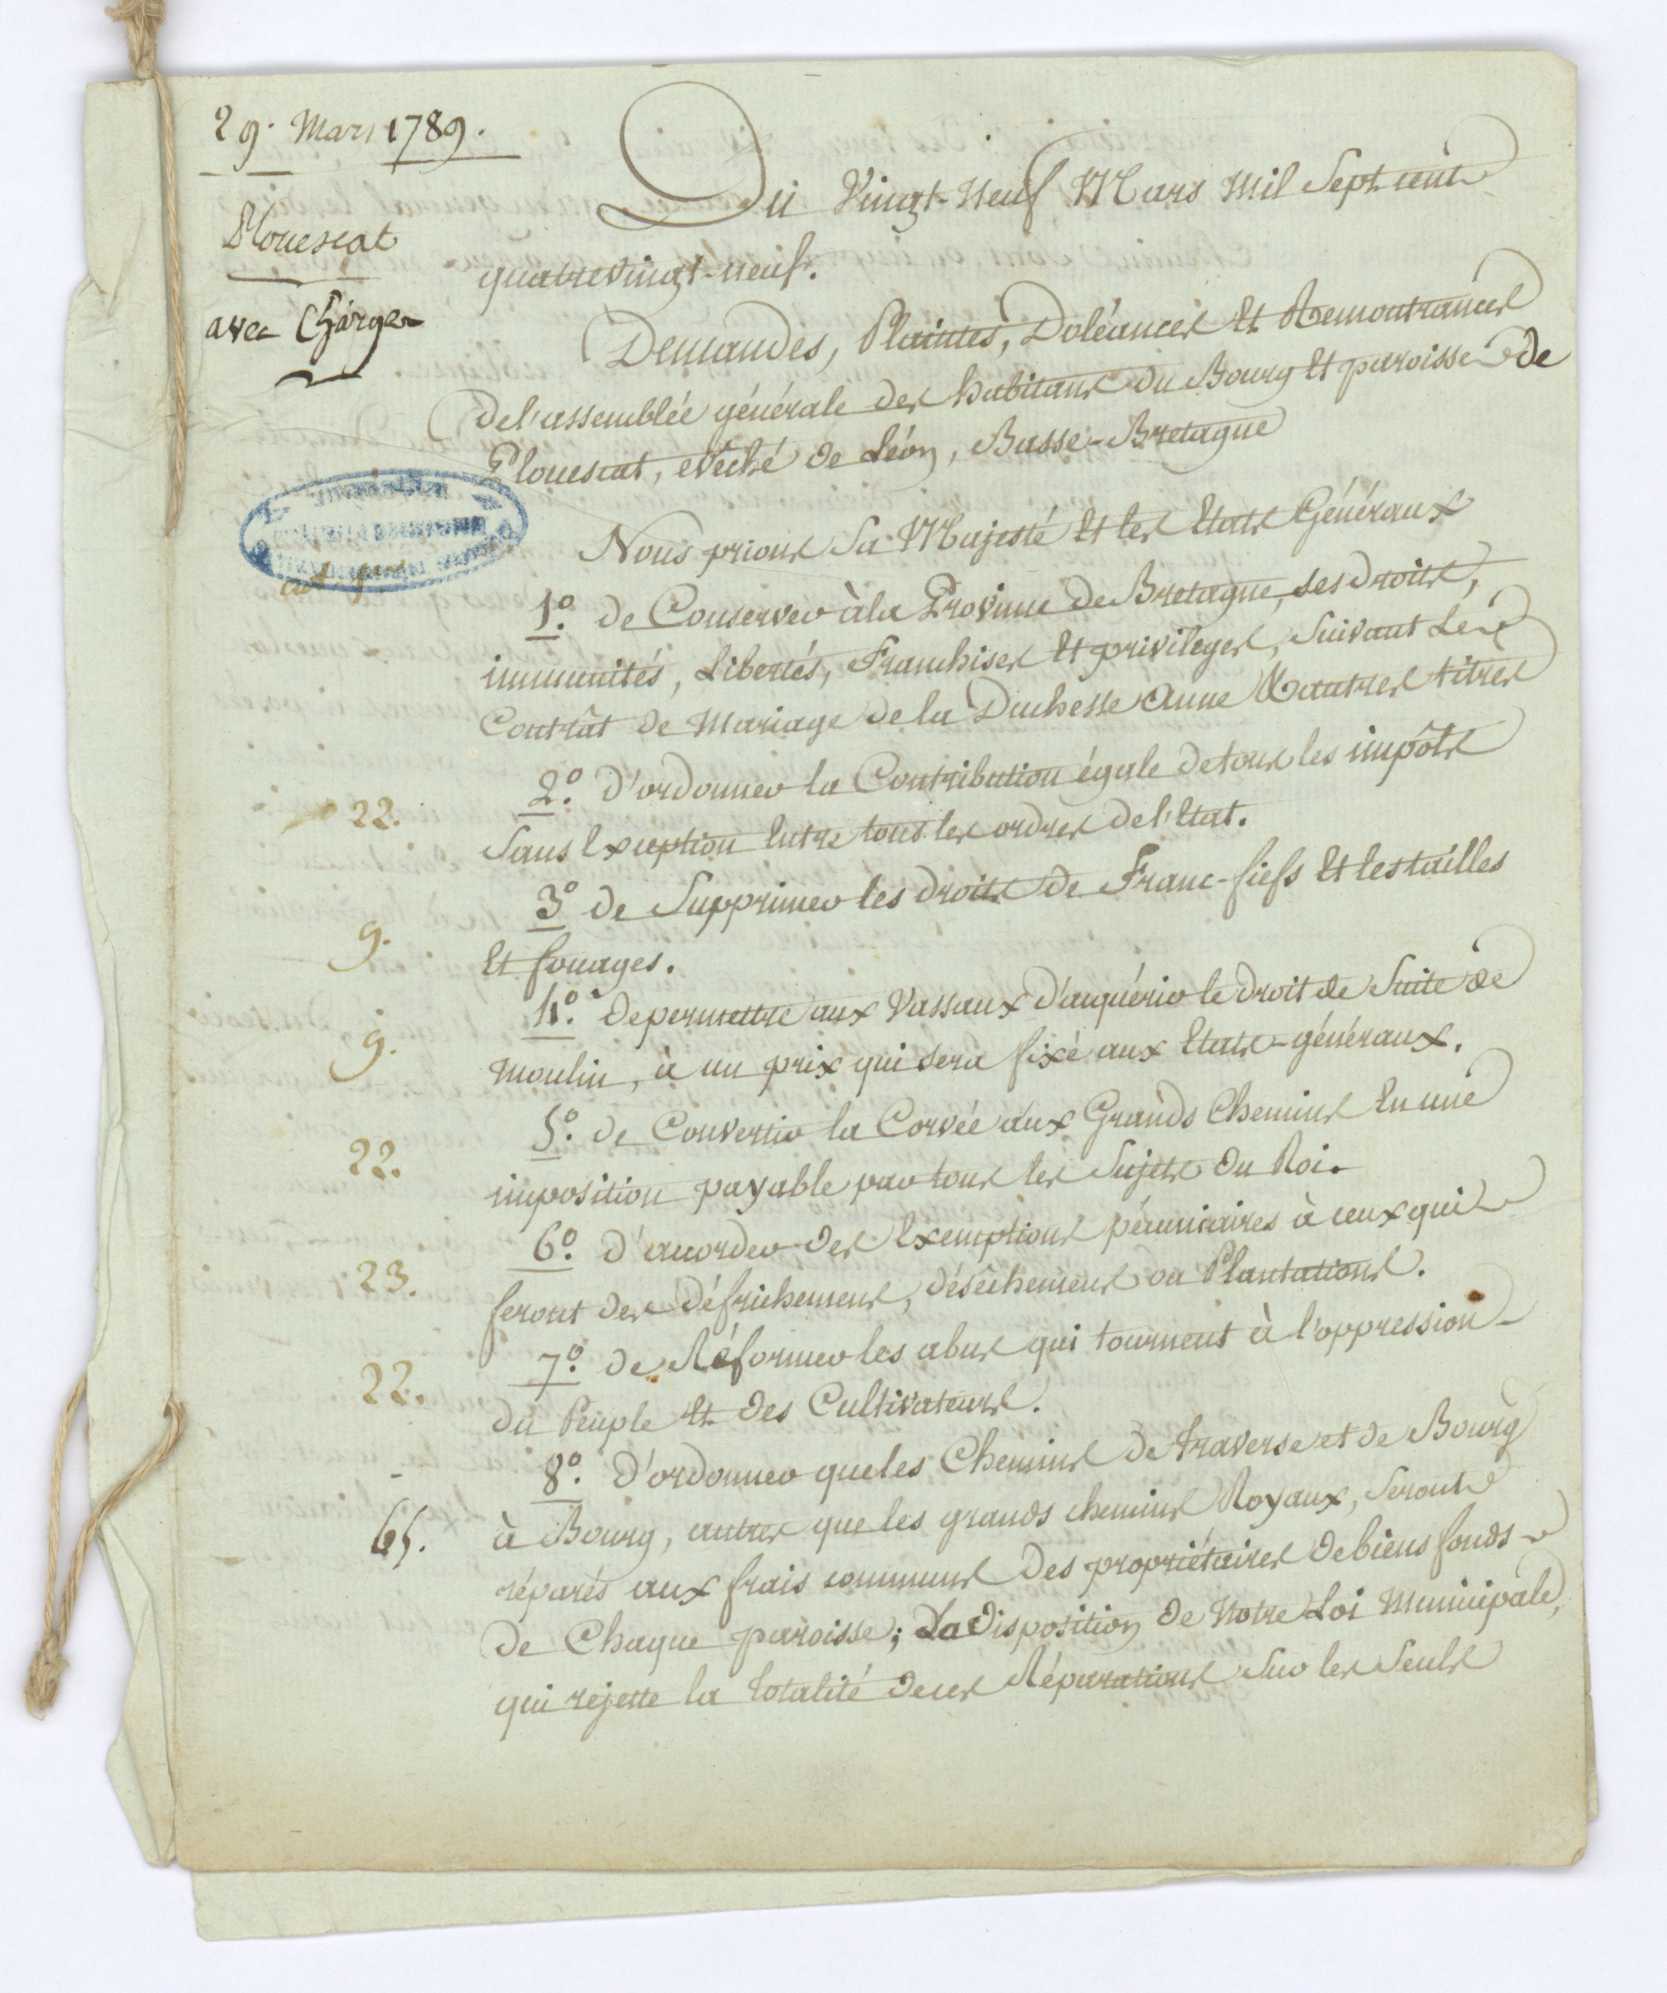 29. Mars 1789.
Plouescat
avec Charge
Du Vingt-Neuf Mars Mil Sept cent
quatrevingt-neuf.
Demandes, Plaintes, Doléances Et Remontrances
de l'assemblée générale des habitans du Bourg Et paroisse de
Plouescat, evêché de Léon, Basse-Bretagne
Nous prions Sa Majesté Et les Etats Généraux
1º. de Conserver à la Province de Bretagne, ses droits,
immunités, Libertés, Franchises Et privileges, Suivant Le
Contrât de Mariage de la Duchesse Anne Et autres titres
22.
2º. d'ordonner la Contribution égale de tous les impôts
Sans Exception Entre tous les ordres de l'Etat.
9.
3º de Supprimer les droits de Franc-fiefs Et les tailles
Et fouages.
9.
4º. de permettre aux Vassaux d'acquérir le droit de Suite de
Moulin, à un prix qui sera fixé aux Etats-généraux.
22.
5º. de Convertir la Corvée aux Grands Chemins En une
imposition payable par tous les Sujets du Roi.
23.
6º. d'accorder des Exemptions pécuniaires à ceux qui
feront des défrichemens, désêchemens ou Plantations.
22.
7º. de Réformer les abus qui tournent à l'oppression
du Peuple Et des Cultivateurs.
65.
8º. d'ordonner que les Chemins de traverse et de Bourg
à Bourg, autres que les grands chemins Royaux, Seront
réparés aux frais communs des propriétaires de biens fonds
de Chaque paroisse; La disposition de Notre Loi Municipale,
qui rejette la totalité de ces Réparations Sur les Seuls